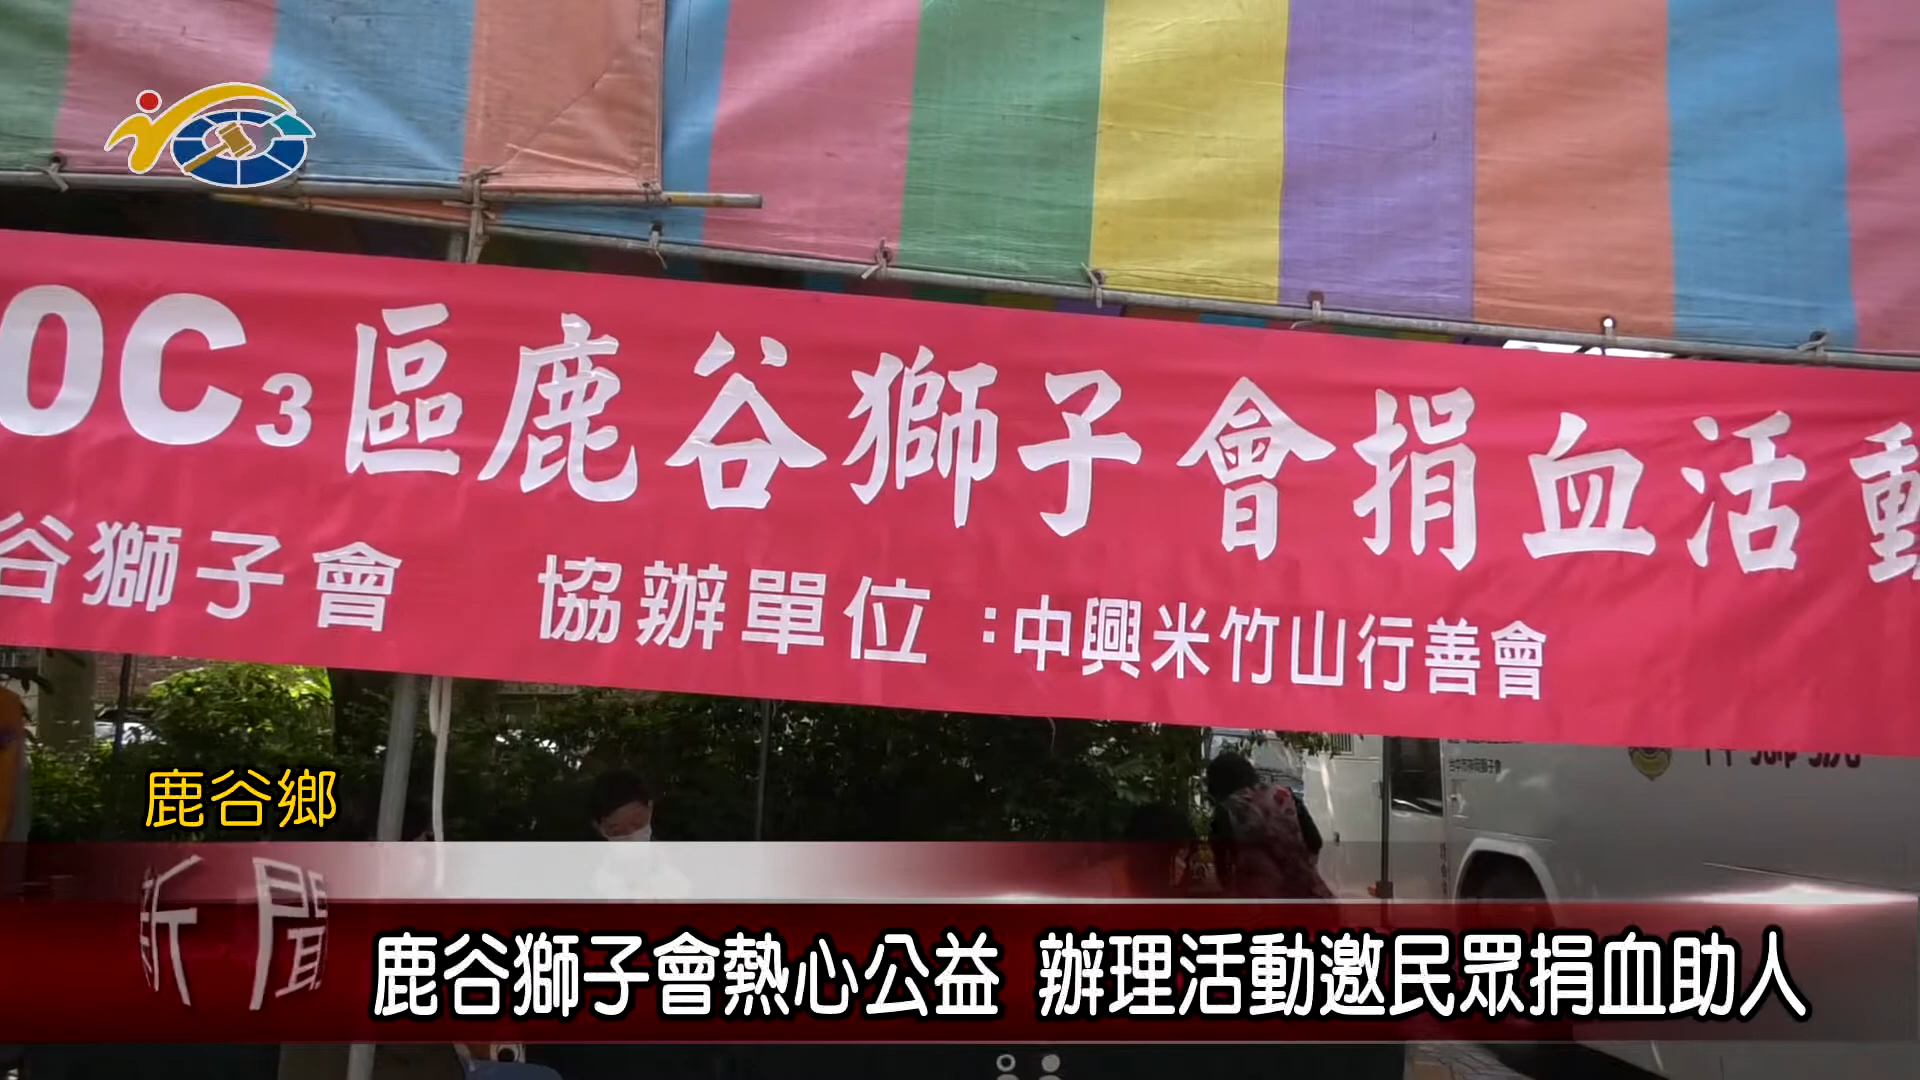 0C3區鹿谷獅子會捐血活動
谷獅子會 協辦單位：中興米竹山行善會
鹿谷鄉
新聞
鹿谷獅子會熱心公益 辦理活動邀民眾捐血助人